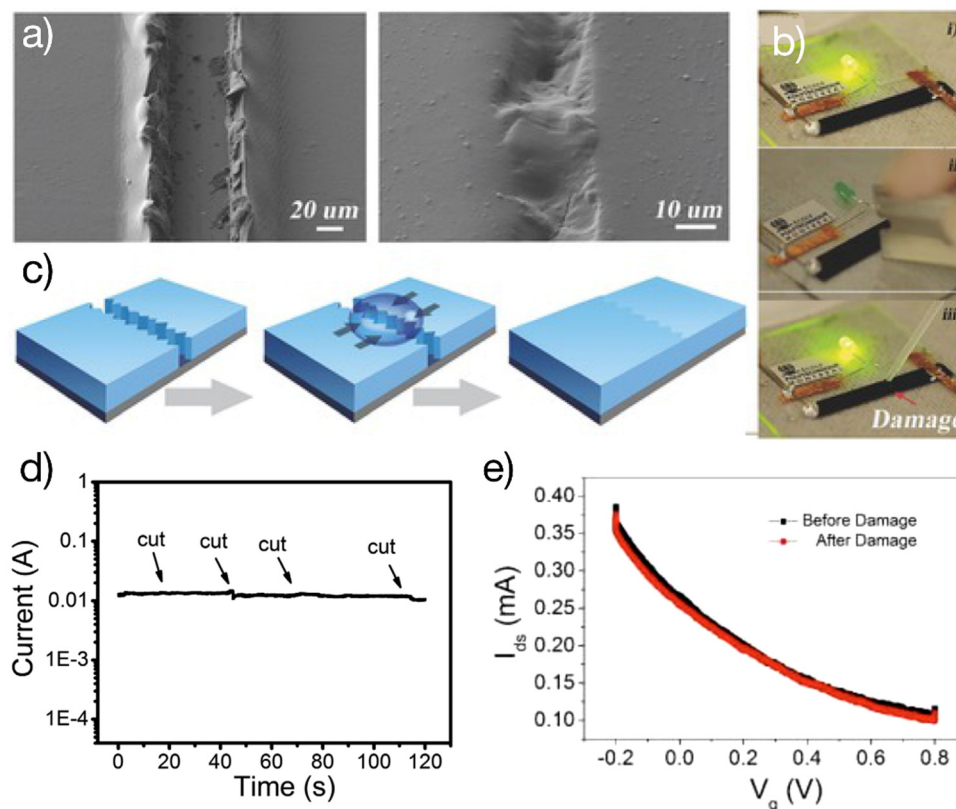 a)
20 um
10 um
b)
i)
ii
iii
Damage
c)
d)
Current (A)
1
0.1
0.01
1E-3
1E-4
cut
cut
cut
cut
0
20
40
60
80
100
120
Time (s)
e)
I ds (mA)
0.40
0.35
0.30
0.25
0.20
0.15
0.10
Before Damage
After Damage
-0.2
0.0
0.2
0.4
0.6
0.8
V g (V)